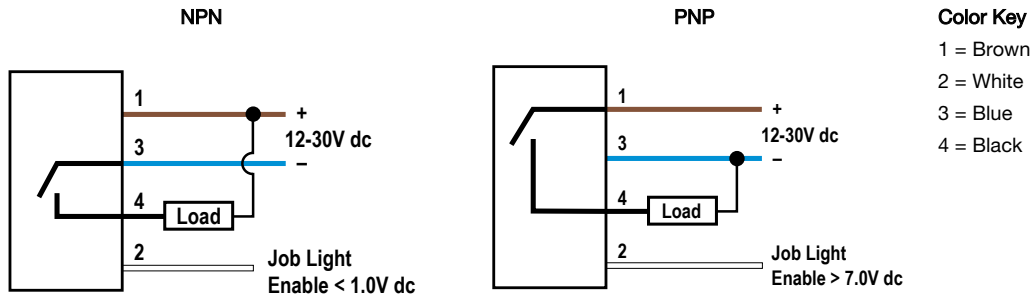 NPN
1
+
12-30V dc
3
–
4
Load
2
Job Light
Enable < 1.0V dc
PNP
1
+
12-30V dc
3
–
4
Load
2
Job Light
Enable > 7.0V dc
Color Key
1 = Brown
2 = White
3 = Blue
4 = Black